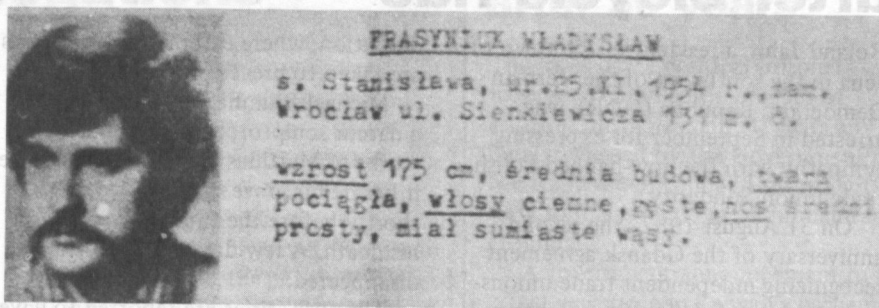 FRASYNIUK WŁADYSŁAW
s. Stanisława, ur.25.XI.1954 r.,zam.
Wrocław ul. Sienkiewicza 131 m. 6.
wzrost 175 cm, średnia budowa, twarz
pociągła, włosy ciemne,gęste,nos średni
prosty, miał sumiaste wąsy.